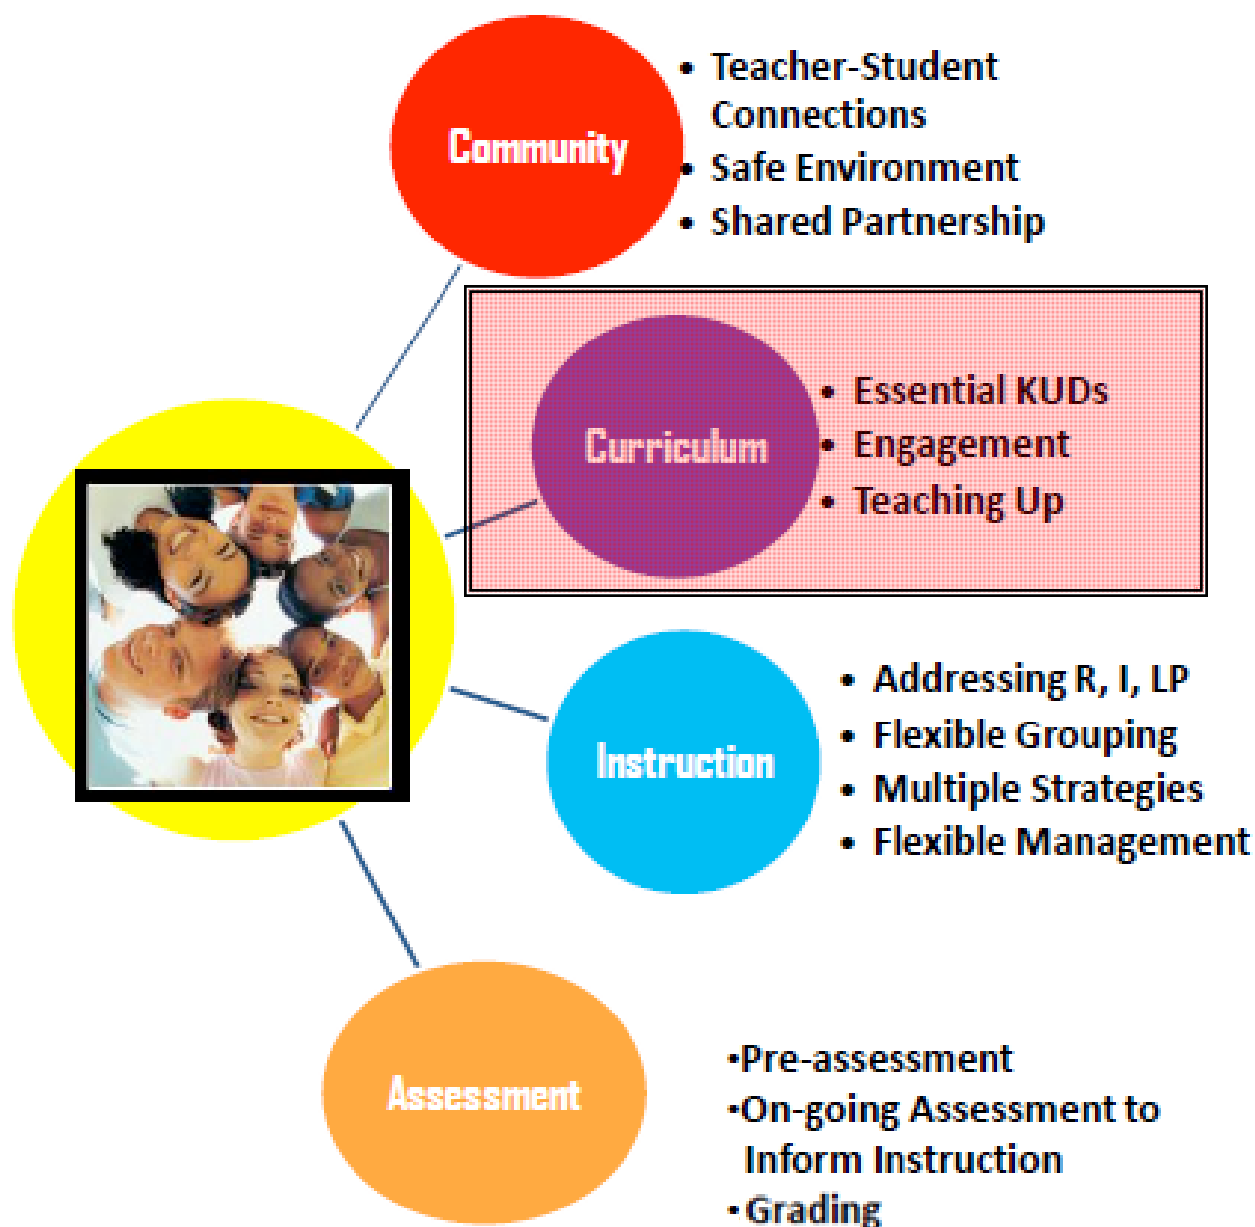 Community
• Teacher-Student
Connections
• Safe Environment
• Shared Partnership
Curriculum
• Essential KUDs
• Engagement
• Teaching Up
Instruction
• Addressing R, I, LP
• Flexible Grouping
• Multiple Strategies
• Flexible Management
Assessment
•Pre-assessment
•On-going Assessment to
Inform Instruction
•Grading